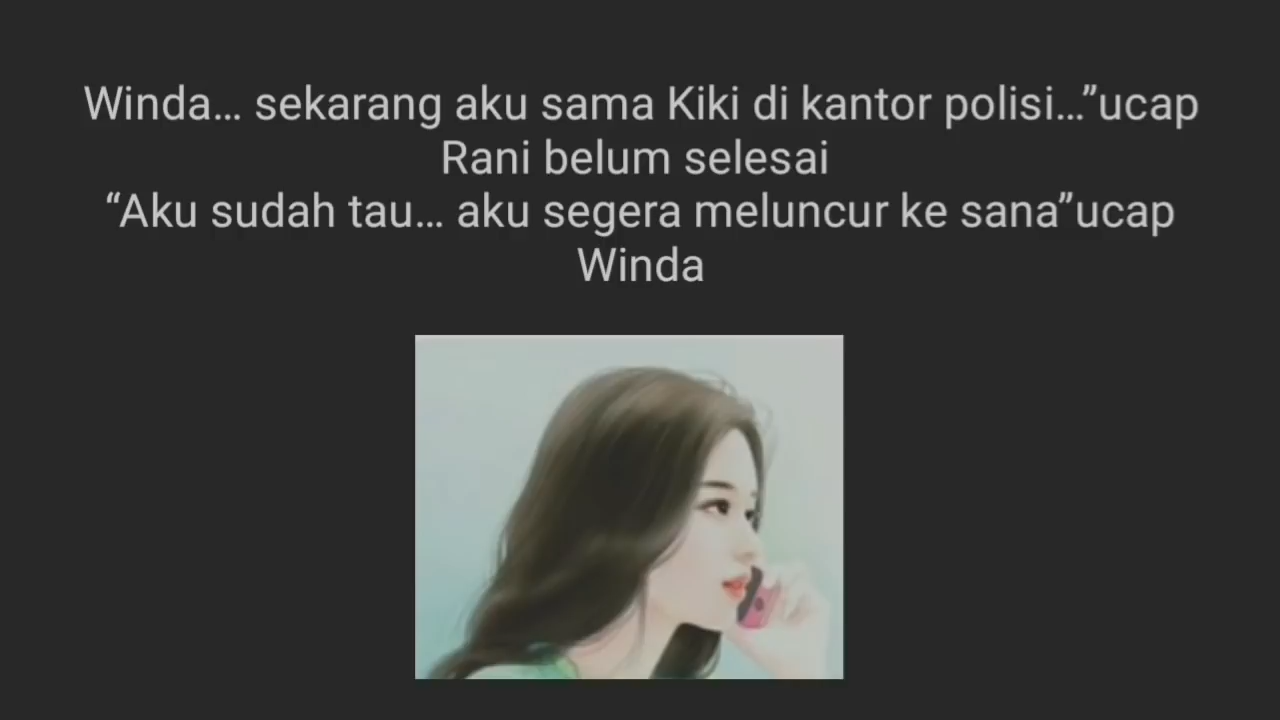 Winda... sekarang aku sama Kiki di kantor polisi...”ucap
Rani belum selesai
“Aku sudah tau... aku segera meluncur ke sana”ucap
Winda